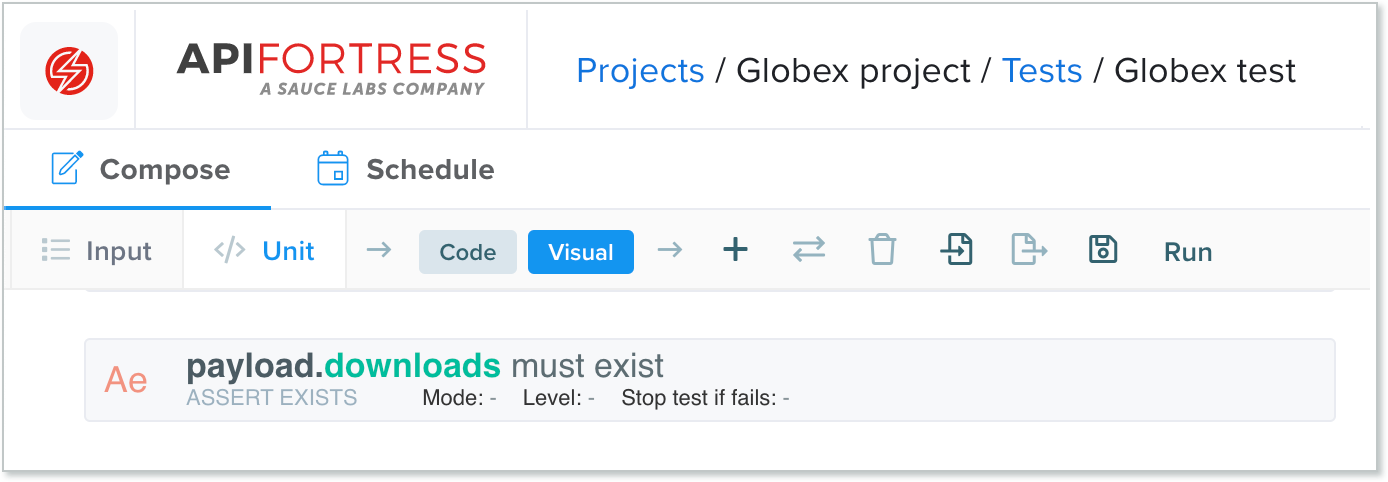 APIFORTRESS
A SAUCE LABS COMPANY
Projects / Globex project / Tests / Globex test
Compose Schedule
Input </> Unit → Code Visual → + Run
Ae payload.downloads must exist
ASSERT EXISTS Mode: - Level: - Stop test if fails: -